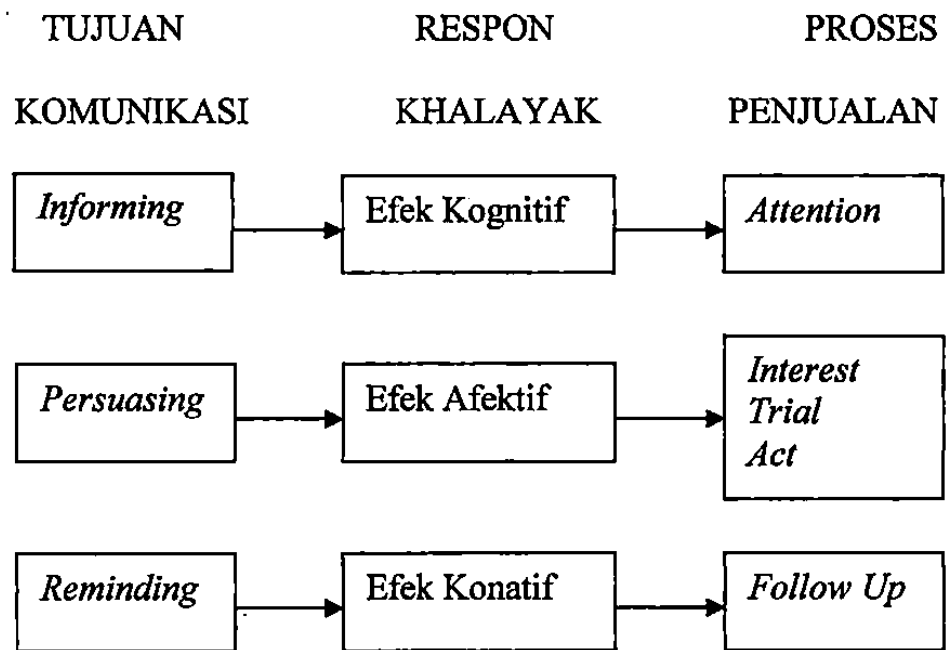 TUJUAN RESPON PROSES
KOMUNIKASI KHALAYAK PENJUALAN
Informing Efek Kognitif Attention
Persuasing Efek Afektif Interest
Trial
Act
Reminding Efek Konatif Follow Up